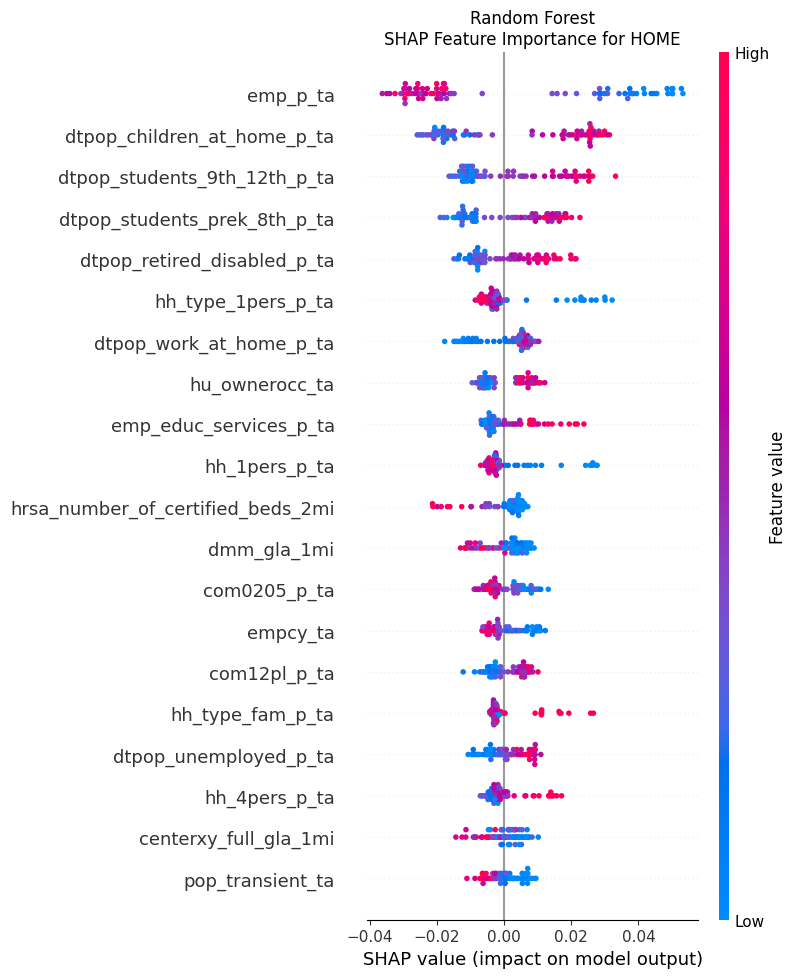 Random Forest
SHAP Feature Importance for HOME
High
emp_p_ta
dtpop_children_at_home_p_ta
dtpop_students_9th_12th_p_ta
dtpop_students_prek_8th_p_ta
dtpop_retired_disabled_p_ta
hh_type_1pers_p_ta
dtpop_work_at_home_p_ta
hu_ownerocc_ta
emp_educ_services_p_ta
hh_1pers_p_ta
hrsa_number_of_certified_beds_2mi
dmm_gla_1mi
com0205_p_ta
empcy_ta
com12pl_p_ta
hh_type_fam_p_ta
dtpop_unemployed_p_ta
hh_4pers_p_ta
centerxy_full_gla_1mi
pop_transient_ta
Feature value
Low
−0.04 −0.02 0.00 0.02 0.04
SHAP value (impact on model output)